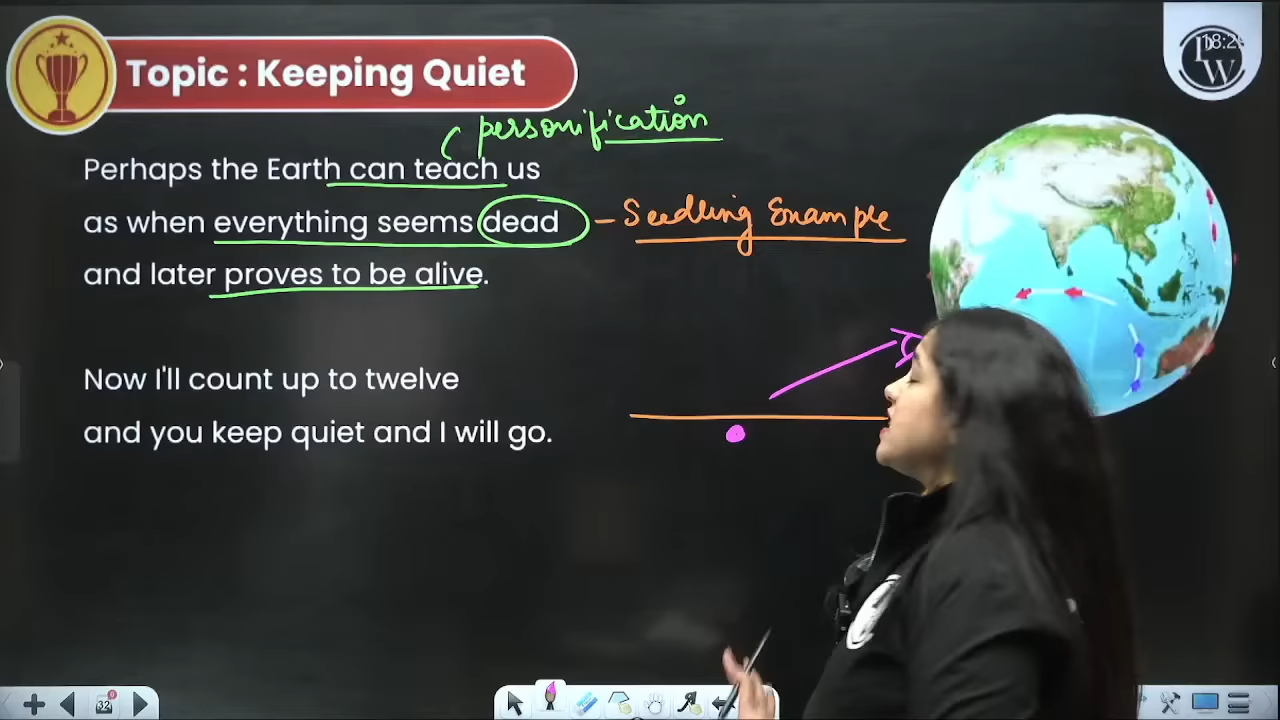 Topic : Keeping Quiet
personification
Perhaps the Earth can teach us
as when everything seems dead – Seedling Example
and later proves to be alive.
Now I'll count up to twelve
and you keep quiet and I will go.
W
32